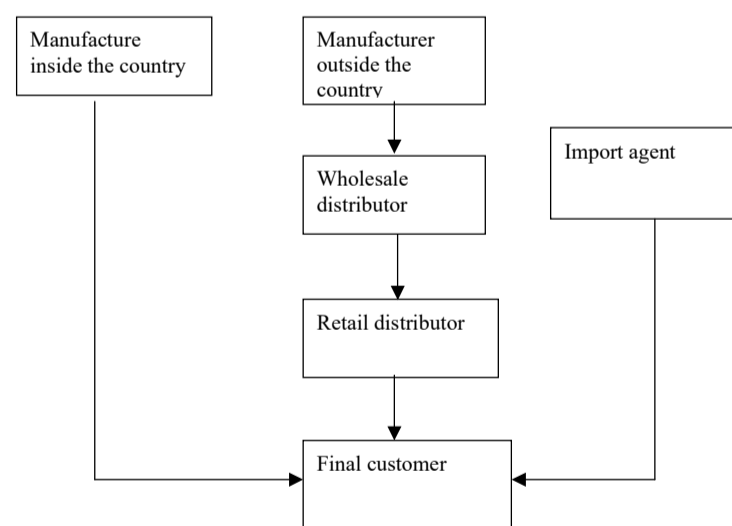 Manufacture
inside the country
Manufacturer
outside the
country
Import agent
Wholesale
distributor
Retail distributor
Final customer